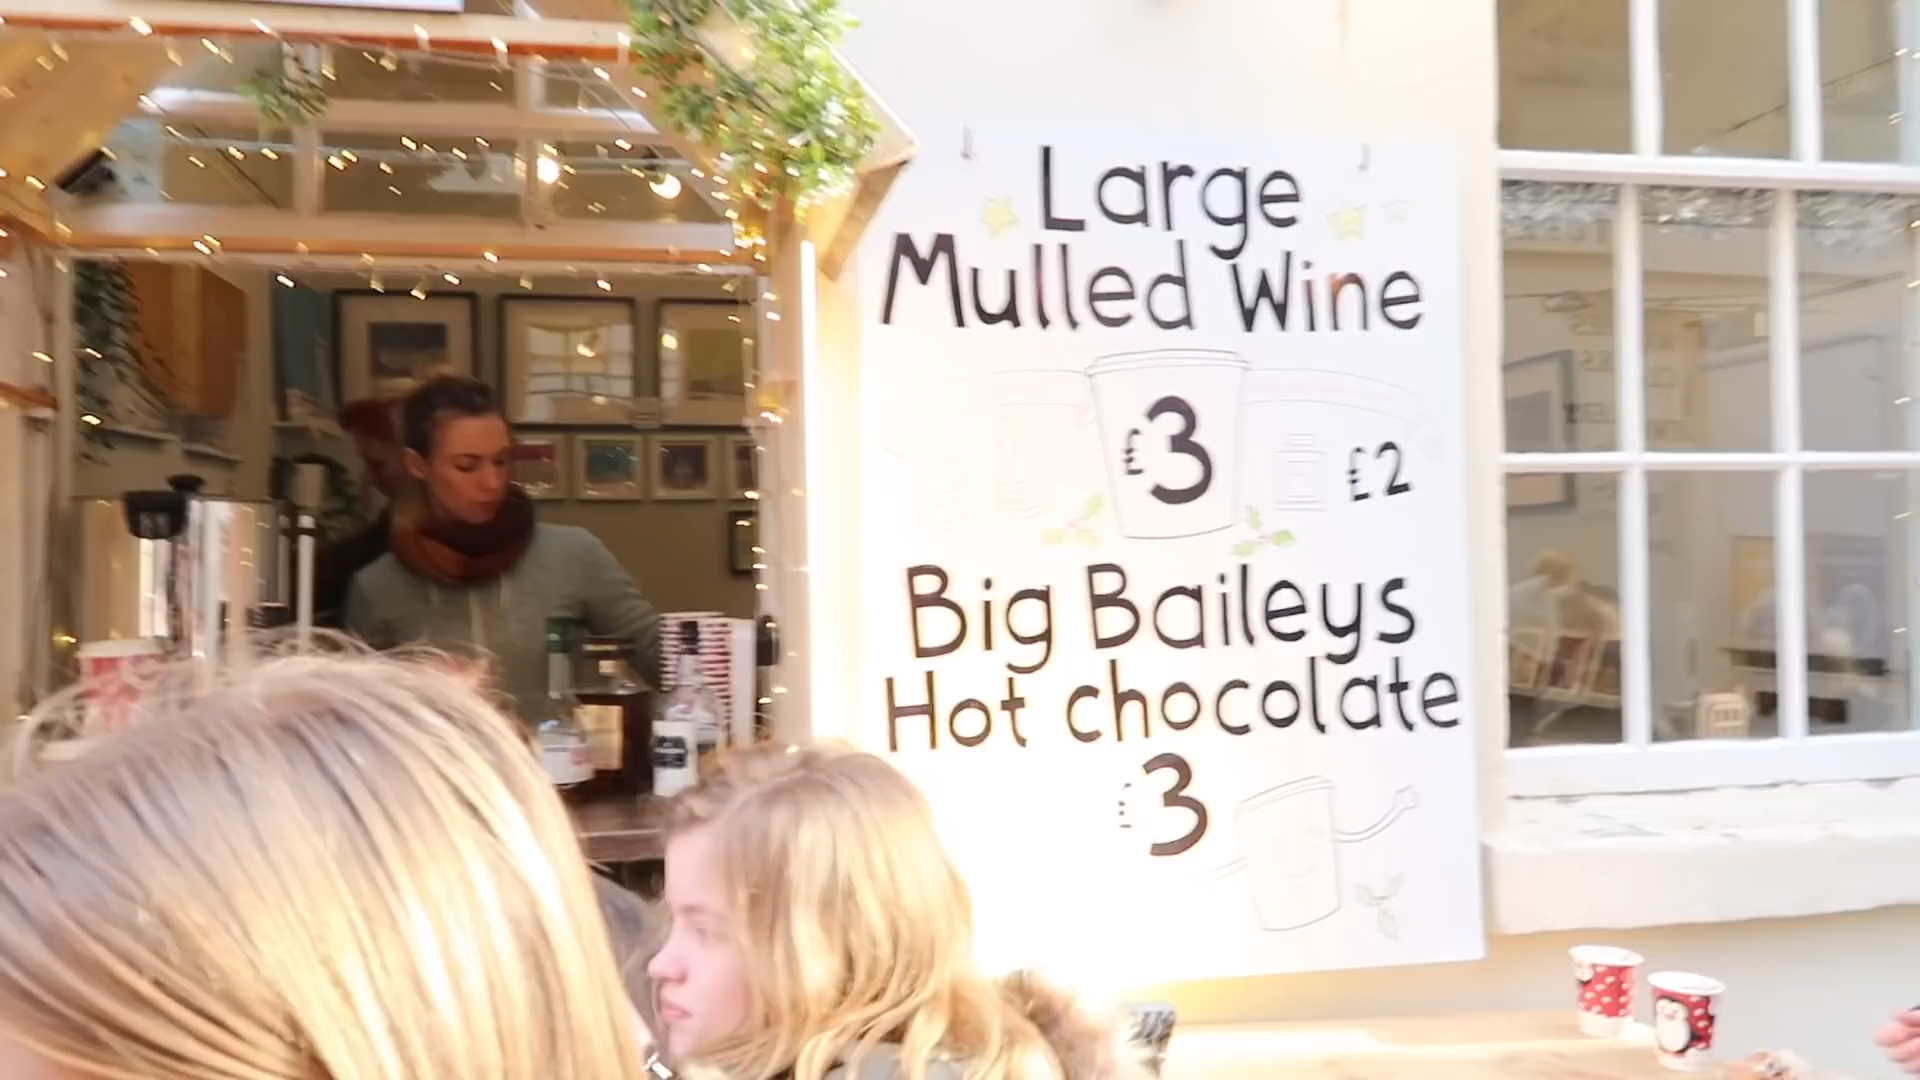 Large
Mulled Wine
£3
£2
Big Baileys
Hot chocolate
£3